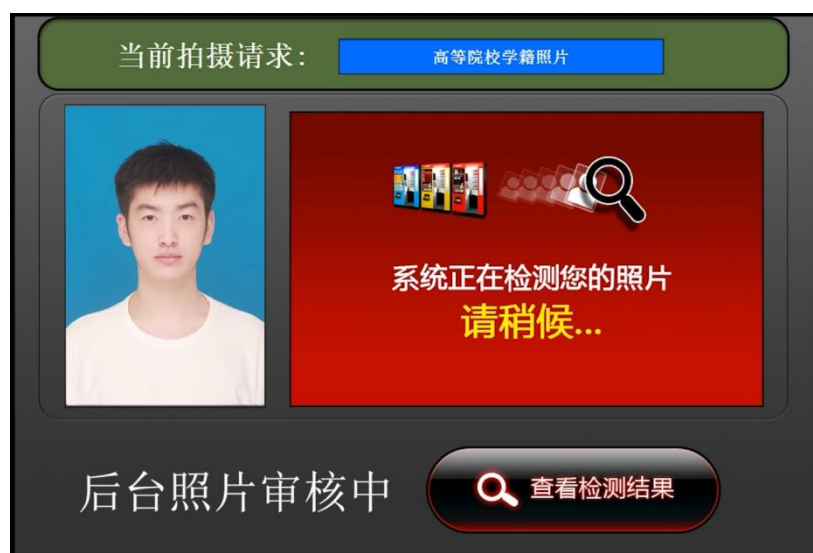 当前拍摄请求：
高等院校学籍照片
系统正在检测您的照片
请稍候...
后台照片审核中
查看检测结果